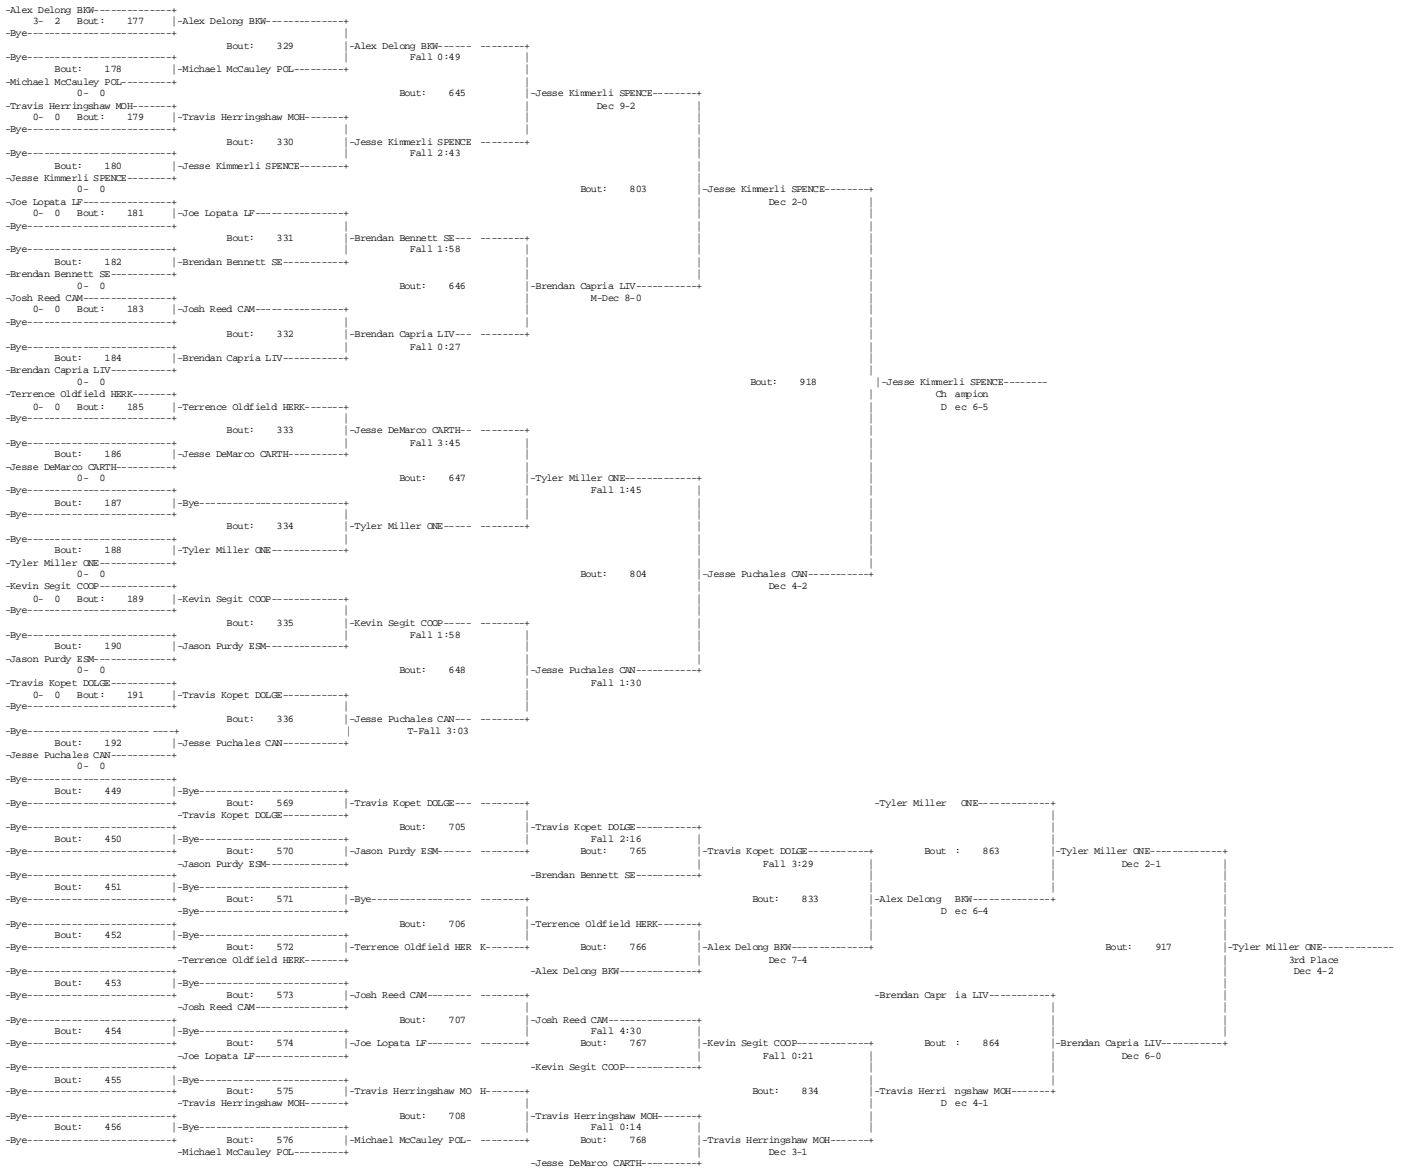 -Alex Delong BKW--------------+
3- 2 Bout: 177 |-Alex Delong BKW--------------+
-Bye--------------------------+ |
Bout: 329 |-Alex Delong BKW------ --------+
-Bye--------------------------+ | Fall 0:49 |
Bout: 178 |-Michael McCauley POL---------+ |
-Michael McCauley POL---------+ |
0- 0 Bout: 645 |-Jesse Kimmerli SPENCE--------+
-Travis Herringshaw MOH-------+ | Dec 9-2 |
0- 0 Bout: 179 |-Travis Herringshaw MOH-------+ | |
-Bye--------------------------+ | | |
Bout: 330 |-Jesse Kimmerli SPENCE --------+ |
-Bye--------------------------+ | Fall 2:43 |
Bout: 180 |-Jesse Kimmerli SPENCE--------+ |
-Jesse Kimmerli SPENCE--------+ |
0- 0 Bout: 803 |-Jesse Kimmerli SPENCE--------+
-Joe Lopata LF----------------+ | Dec 2-0 |
0- 0 Bout: 181 |-Joe Lopata LF----------------+ | |
-Bye--------------------------+ | | |
Bout: 331 |-Brendan Bennett SE--- --------+ | |
-Bye--------------------------+ | Fall 1:58 | | |
Bout: 182 |-Brendan Bennett SE-----------+ | | |
-Brendan Bennett SE-----------+ | | |
0- 0 Bout: 646 |-Brendan Capria LIV-----------+ |
-Josh Reed CAM----------------+ | M-Dec 8-0 |
0- 0 Bout: 183 |-Josh Reed CAM----------------+ | |
-Bye--------------------------+ | | |
Bout: 332 |-Brendan Capria LIV--- --------+ |
-Bye--------------------------+ | Fall 0:27 |
Bout: 184 |-Brendan Capria LIV-----------+ |
-Brendan Capria LIV-----------+ |
0- 0 Bout: 918 |-Jesse Kimmerli SPENCE--------
-Terrence Oldfield HERK-------+ | Ch ampion
0- 0 Bout: 185 |-Terrence Oldfield HERK-------+ | D ec 6-5
-Bye--------------------------+ | |
Bout: 333 |-Jesse DeMarco CARTH-- --------+ |
-Bye--------------------------+ | Fall 3:45 | |
Bout: 186 |-Jesse DeMarco CARTH----------+ | |
-Jesse DeMarco CARTH----------+ | |
0- 0 Bout: 647 |-Tyler Miller ONE-------------+ |
-Bye--------------------------+ | Fall 1:45 | |
Bout: 187 |-Bye--------------------------+ | | |
-Bye--------------------------+ | | | |
Bout: 334 |-Tyler Miller ONE----- --------+ | |
-Bye--------------------------+ | | |
Bout: 188 |-Tyler Miller ONE-------------+ | |
-Tyler Miller ONE-------------+ | |
0- 0 Bout: 804 |-Jesse Puchales CAN-----------+
-Kevin Segit COOP-------------+ | Dec 4-2
0- 0 Bout: 189 |-Kevin Segit COOP-------------+ |
-Bye--------------------------+ | |
Bout: 335 |-Kevin Segit COOP----- --------+ |
-Bye--------------------------+ | Fall 1:58 | |
Bout: 190 |-Jason Purdy ESM--------------+ | |
-Jason Purdy ESM--------------+ | |
0- 0 Bout: 648 |-Jesse Puchales CAN-----------+
-Travis Kopet DOLGE-----------+ | Fall 1:30
0- 0 Bout: 191 |-Travis Kopet DOLGE-----------+ |
-Bye--------------------------+ | |
Bout: 336 |-Jesse Puchales CAN--- --------+
-Bye---------------------- ----+ | T-Fall 3:03
Bout: 192 |-Jesse Puchales CAN-----------+
-Jesse Puchales CAN-----------+
0- 0
-Bye--------------------------+
Bout: 449 |-Bye--------------------------+
-Bye--------------------------+ Bout: 569 |-Travis Kopet DOLGE--- --------+ -Tyler Miller ONE-------------+
-Travis Kopet DOLGE-----------+ | |
-Bye--------------------------+ Bout: 705 |-Travis Kopet DOLGE-----------+ |
Bout: 450 |-Bye--------------------------+ | Fall 2:16 | |
-Bye--------------------------+ Bout: 570 |-Jason Purdy ESM------ --------+ Bout: 765 |-Travis Kopet DOLGE-----------+ Bout : 863 |-Tyler Miller ONE-------------+
-Jason Purdy ESM--------------+ | Fall 3:29 | | Dec 2-1 |
-Bye--------------------------+ -Brendan Bennett SE-----------+ | | |
Bout: 451 |-Bye--------------------------+ | | |
-Bye--------------------------+ Bout: 571 |-Bye------------------ --------+ Bout: 833 |-Alex Delong BKW--------------+ |
-Bye--------------------------+ | | D ec 6-4 |
-Bye--------------------------+ Bout: 706 |-Terrence Oldfield HERK-------+ | |
Bout: 452 |-Bye--------------------------+ | | | |
-Bye--------------------------+ Bout: 572 |-Terrence Oldfield HER K-------+ Bout: 766 |-Alex Delong BKW--------------+ Bout: 917 |-Tyler Miller ONE-------------
-Terrence Oldfield HERK-------+ | Dec 7-4 | 3rd Place
-Bye--------------------------+ -Alex Delong BKW--------------+ | Dec 4-2
Bout: 453 |-Bye--------------------------+ |
-Bye--------------------------+ Bout: 573 |-Josh Reed CAM-------- --------+ -Brendan Capr ia LIV-----------+ |
-Josh Reed CAM----------------+ | | |
-Bye--------------------------+ Bout: 707 |-Josh Reed CAM----------------+ | |
Bout: 454 |-Bye--------------------------+ | Fall 4:30 | | |
-Bye--------------------------+ Bout: 574 |-Joe Lopata LF-------- --------+ Bout: 767 |-Kevin Segit COOP-------------+ Bout : 864 |-Brendan Capria LIV-----------+
-Joe Lopata LF----------------+ | Fall 0:21 | | Dec 6-0
-Bye--------------------------+ -Kevin Segit COOP-------------+ | |
Bout: 455 |-Bye--------------------------+ | |
-Bye--------------------------+ Bout: 575 |-Travis Herringshaw MO H-------+ Bout: 834 |-Travis Herri ngshaw MOH-------+
-Travis Herringshaw MOH-------+ | | D ec 4-1
-Bye--------------------------+ Bout: 708 |-Travis Herringshaw MOH-------+ |
Bout: 456 |-Bye--------------------------+ | Fall 0:14 | |
-Bye--------------------------+ Bout: 576 |-Michael McCauley POL- --------+ Bout: 768 |-Travis Herringshaw MOH-------+
-Michael McCauley POL---------+ | Dec 3-1
-Jesse DeMarco CARTH----------+